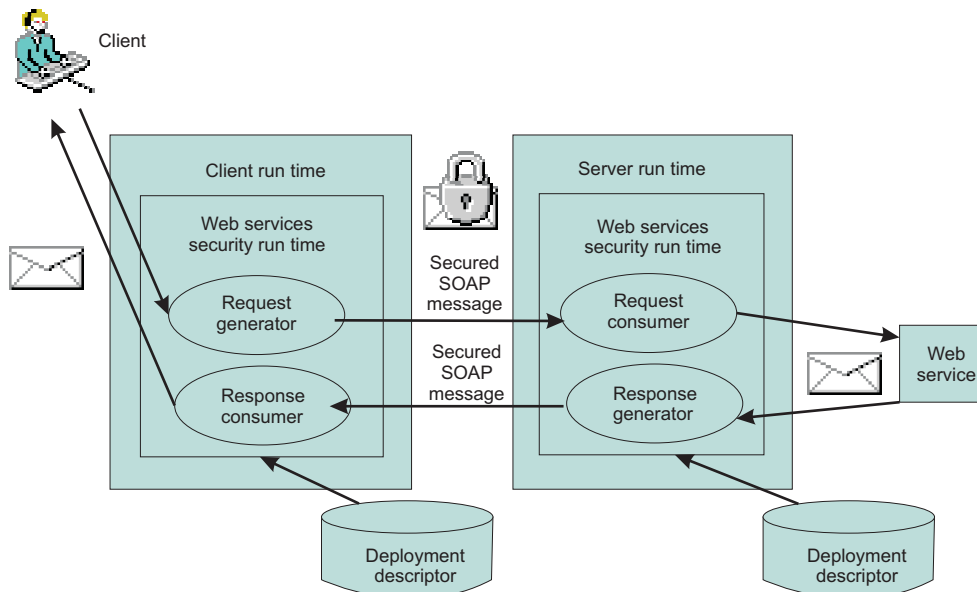 Client
Client run time
Web services
security run time
Request
generator
Response
consumer
Secured
SOAP
message
Secured
SOAP
message
Server run time
Web services
security run time
Request
consumer
Response
generator
Web
service
Deployment
descriptor
Deployment
descriptor